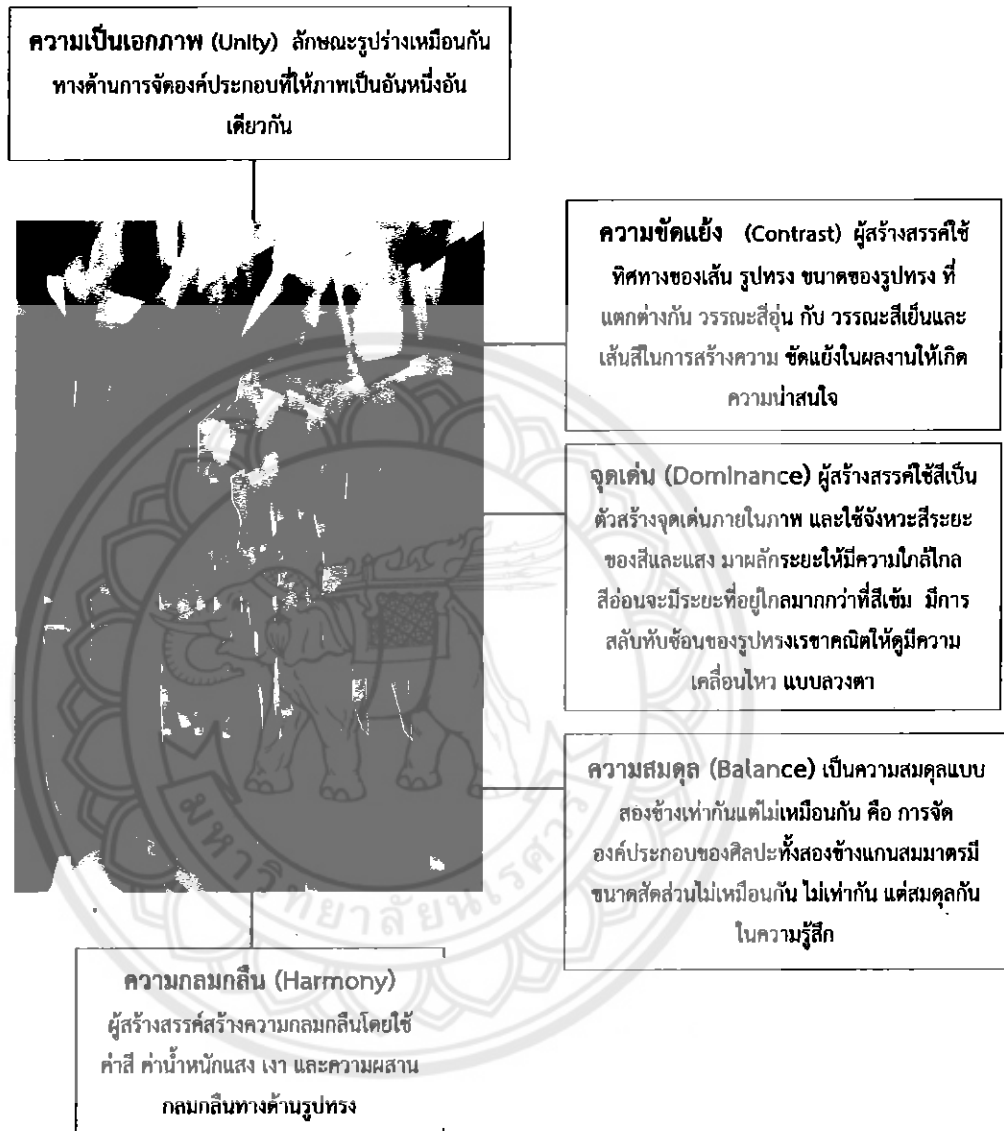 ความเป็นเอกภาพ (Unity) ลักษณะรูปร่างเหมือนกัน
ทางด้านการจัดองค์ประกอบที่ให้ภาพเป็นอันหนึ่งอัน
เดียวกัน
ความขัดแย้ง (Contrast) ผู้สร้างสรรค์ใช้
ทิศทางของเส้น รูปทรง ขนาดของรูปทรง ที่
แตกต่างกัน วรรณะสีอุ่น กับ วรรณะสีเย็นและ
เส้นสีในการสร้างความ ขัดแย้งในผลงานให้เกิด
ความน่าสนใจ
จุดเด่น (Dominance) ผู้สร้างสรรค์ใช้สีเป็น
ตัวสร้างจุดเด่นภายในภาพ และใช้จังหวะสีระยะ
ของสีและแสง มาผลักระยะให้มีความใกล้ไกล
สีอ่อนจะมีระยะที่อยู่ไกลมากกว่าที่สีเข้ม มีการ
สลับทับซ้อนของรูปทรงเรขาคณิตให้ดูมีความ
เคลื่อนไหว แบบลวงตา
ความสมดุล (Balance) เป็นความสมดุลแบบ
สองข้างเท่ากันแต่ไม่เหมือนกัน คือ การจัด
องค์ประกอบของศิลปะทั้งสองข้างแกนสมมาตรมี
ขนาดสัดส่วนไม่เหมือนกัน ไม่เท่ากัน แต่สมดุลกัน
ในความรู้สึก
มหาวิทยาลัยนเรศวร
ความกลมกลืน (Harmony)
ผู้สร้างสรรค์สร้างความกลมกลืนโดยใช้
ค่าสี ค่าน้ำหนักแสง เงา และความผสาน
กลมกลืนทางด้านรูปทรง